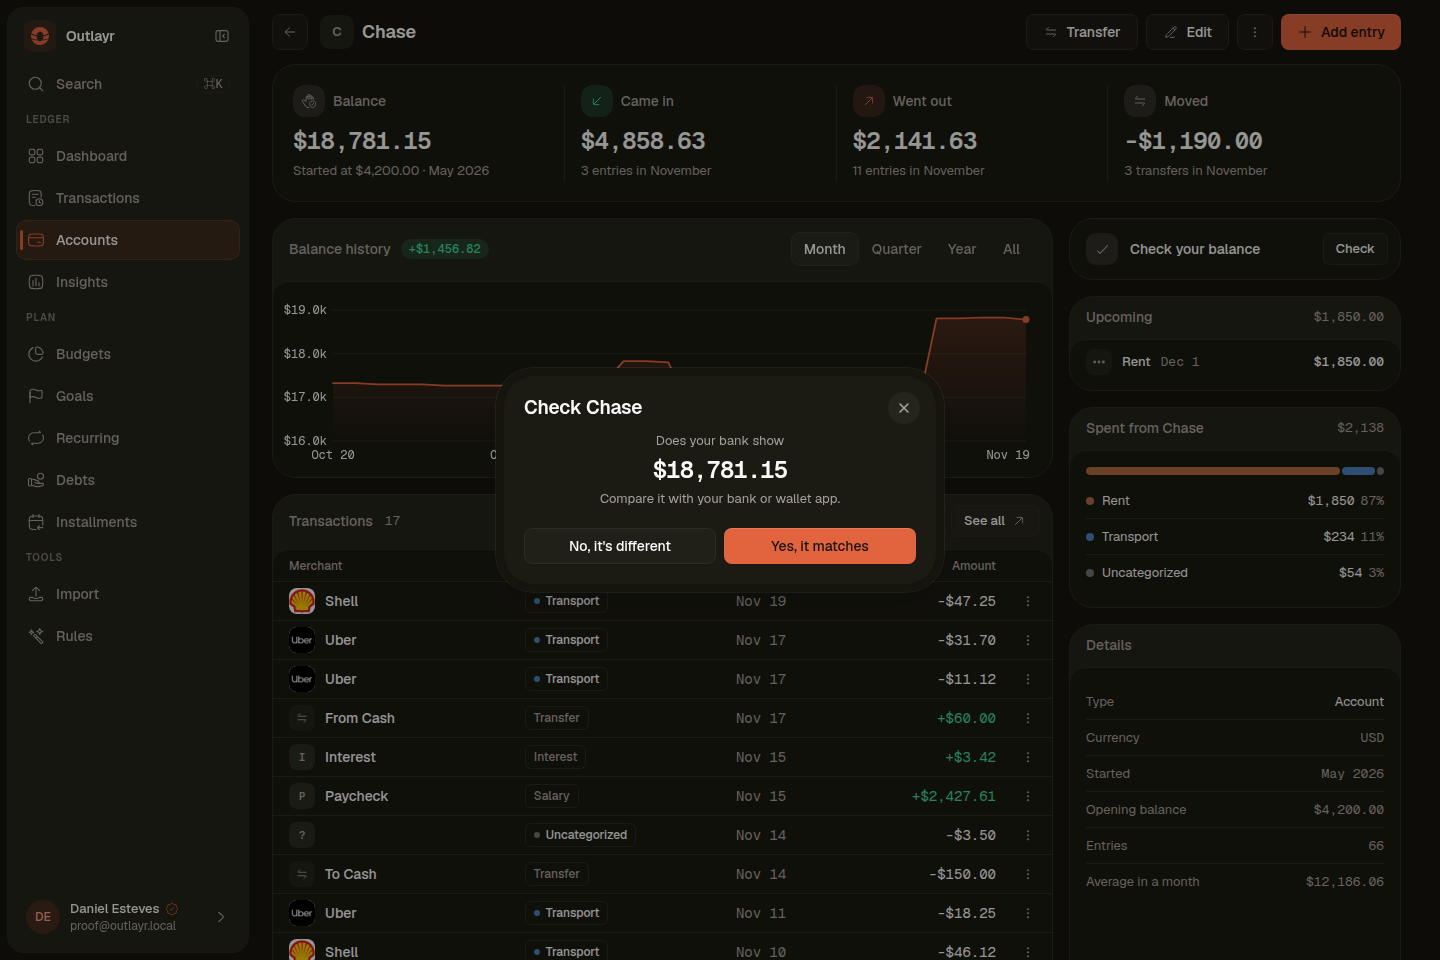 Outlayr
Search ⌘K
LEDGER
Dashboard
Transactions
Accounts
Insights
PLAN
Budgets
Goals
Recurring
Debts
Installments
TOOLS
Import
Rules
DE
Daniel Esteves
proof@outlayr.local
C Chase
Transfer
Edit
Add entry
Balance
$18,781.15
Started at $4,200.00 · May 2026
Came in
$4,858.63
3 entries in November
Went out
$2,141.63
11 entries in November
Moved
-$1,190.00
3 transfers in November
Balance history +$1,456.82
Month Quarter Year All
$19.0k
$18.0k
$17.0k
$16.0k
Oct 20 Nov 19
Check Chase
Does your bank show
$18,781.15
Compare it with your bank or wallet app.
No, it's different Yes, it matches
Transactions 17 See all
Merchant Amount
Shell Transport Nov 19 -$47.25
Uber Uber Transport Nov 17 -$31.70
Uber Uber Transport Nov 17 -$11.12
From Cash Transfer Nov 17 +$60.00
I Interest Interest Nov 15 +$3.42
P Paycheck Salary Nov 15 +$2,427.61
? Uncategorized Nov 14 -$3.50
To Cash Transfer Nov 14 -$150.00
Uber Uber Transport Nov 11 -$18.25
Shell Transport Nov 10 -$46.12
Check your balance Check
Upcoming $1,850.00
Rent Dec 1 $1,850.00
Spent from Chase $2,138
Rent $1,850 87%
Transport $234 11%
Uncategorized $54 3%
Details
Type Account
Currency USD
Started May 2026
Opening balance $4,200.00
Entries 66
Average in a month $12,186.06